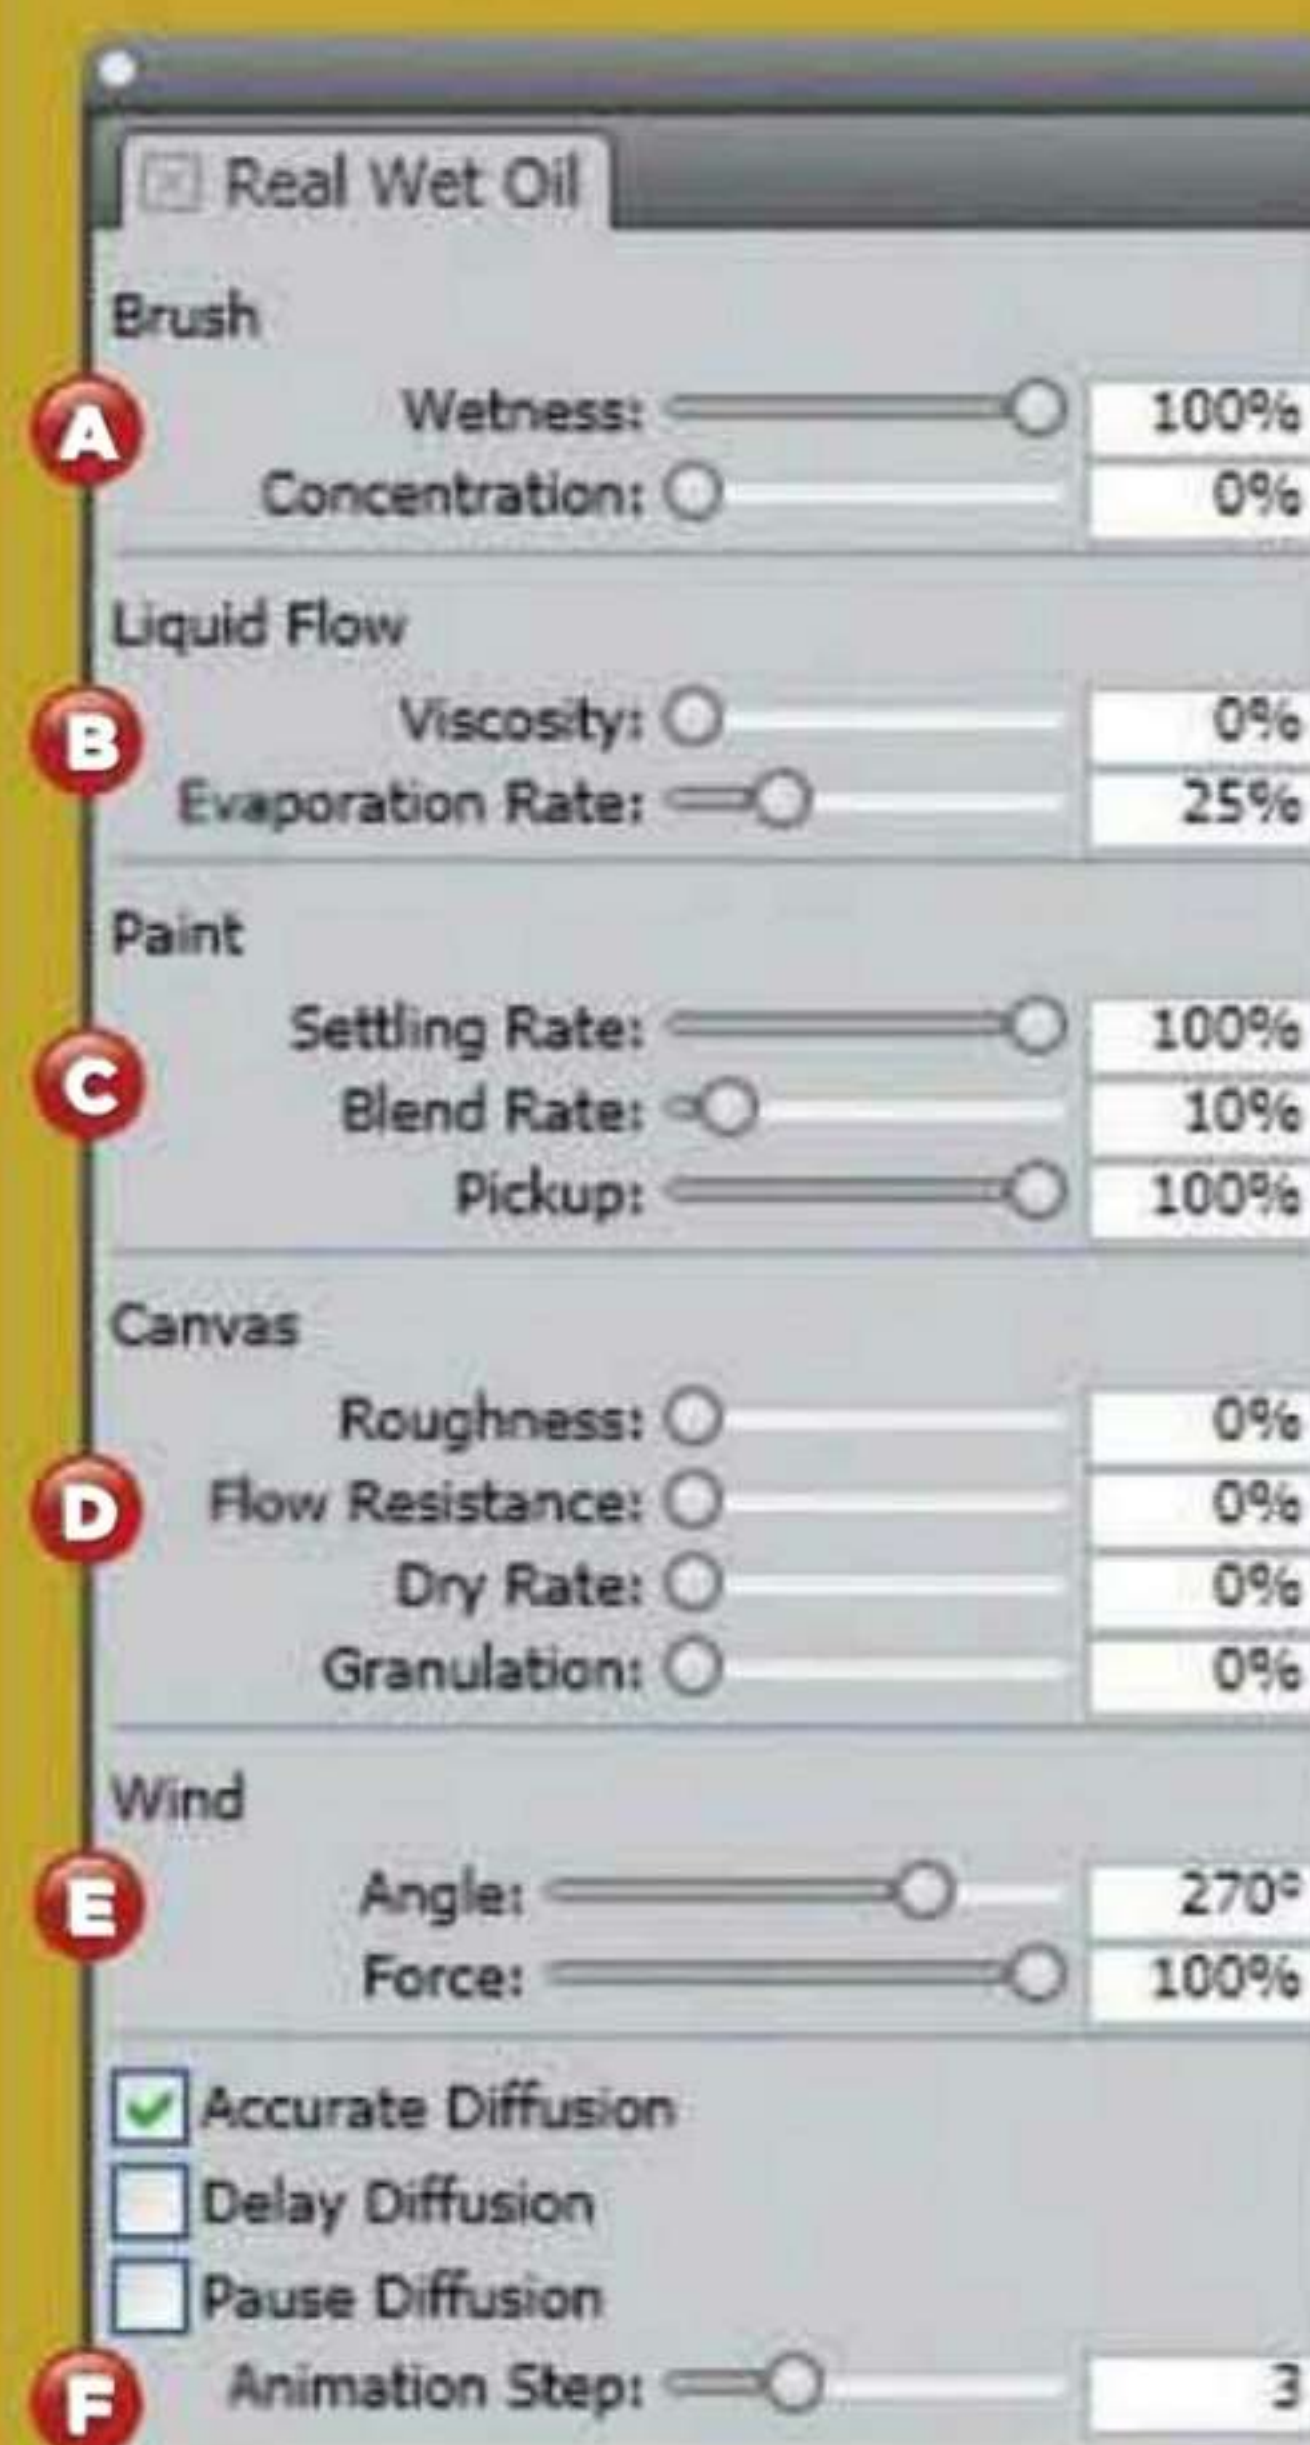 Real Wet Oil
Brush
A
Wetness: 100%
Concentration: 0%
Liquid Flow
B
Viscosity: 0%
Evaporation Rate: 25%
Paint
Settling Rate: 100%
C
Blend Rate: 10%
Pickup: 100%
Canvas
Roughness: 0%
D
Flow Resistance: 0%
Dry Rate: 0%
Granulation: 0%
Wind
E
Angle: 270°
Force: 100%
Accurate Diffusion
Delay Diffusion
Pause Diffusion
F
Animation Step: 3